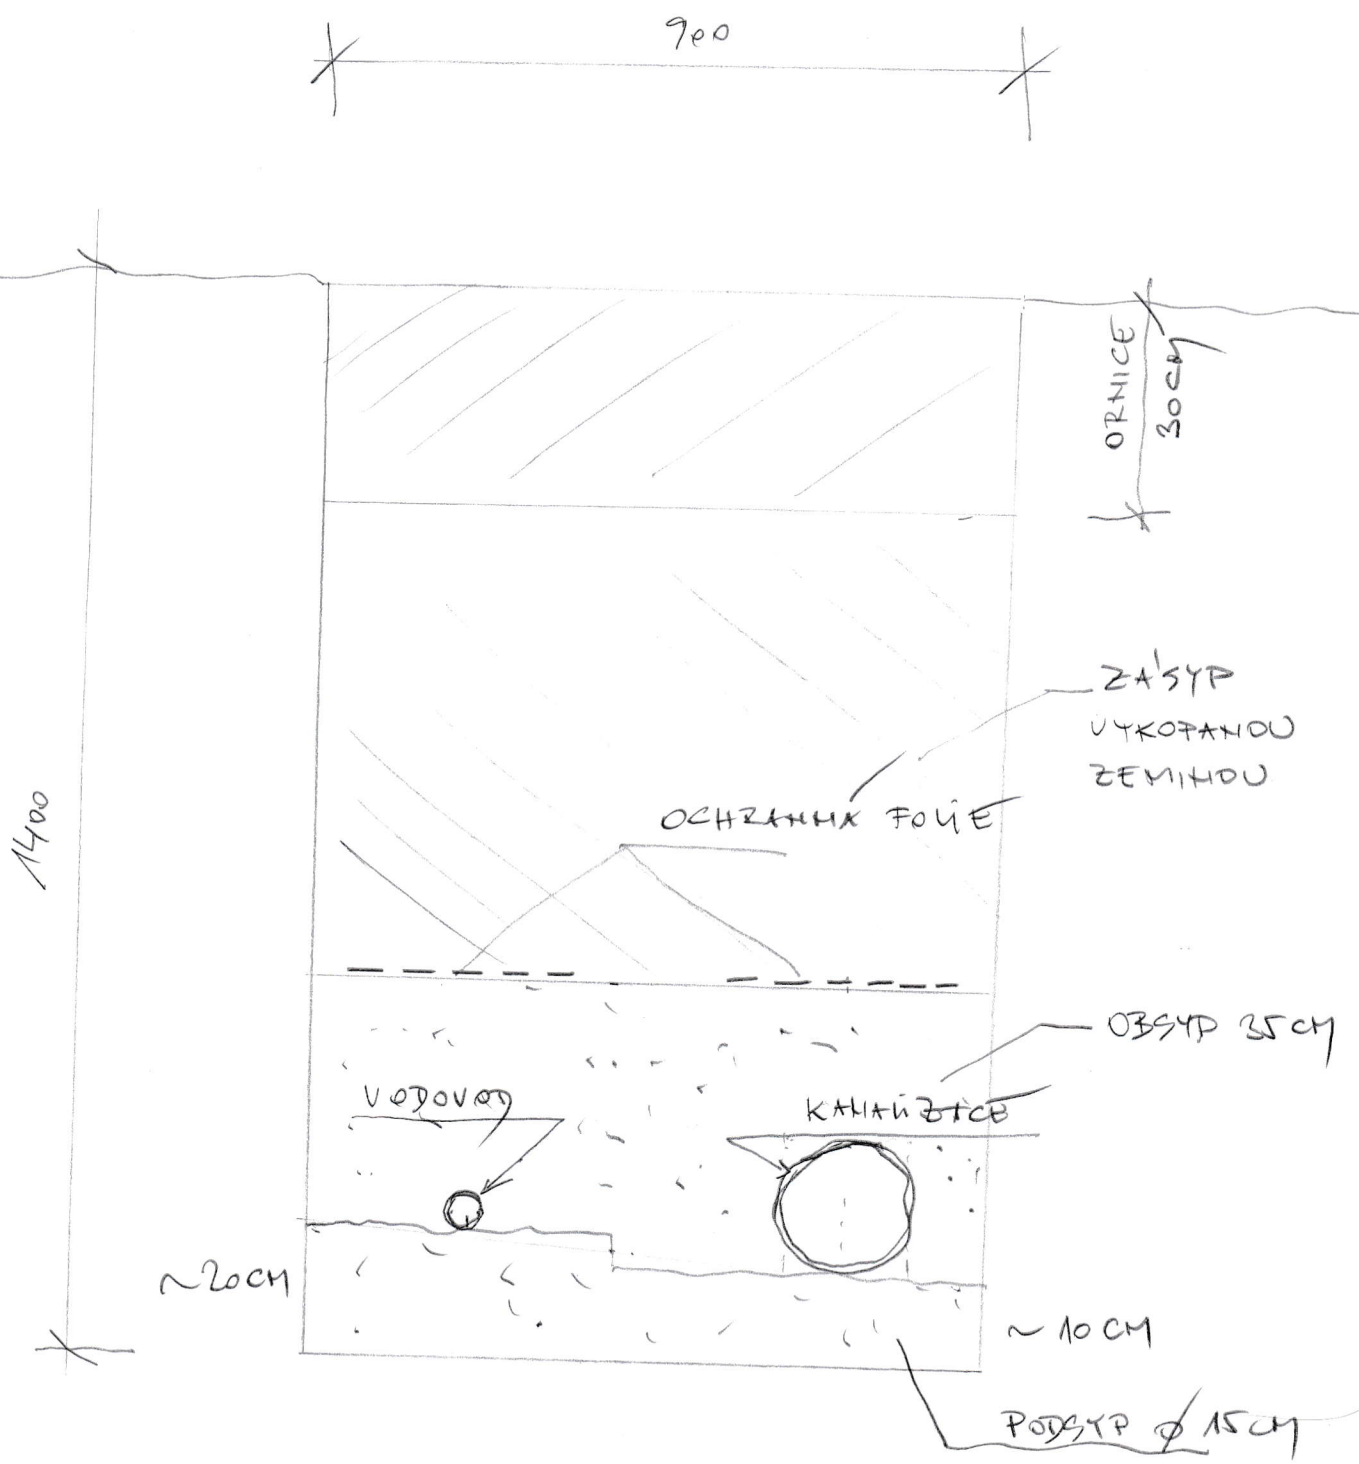 900
ORNICE
30CM
ZÁSYP
VYKOPANOU
ZEMINOU
OCHRANNÁ FOLIE
1400
OBSYP 35CM
VODOVOD
KANALIZACE
~20CM
~10CM
PODSYP ϕ 15CM